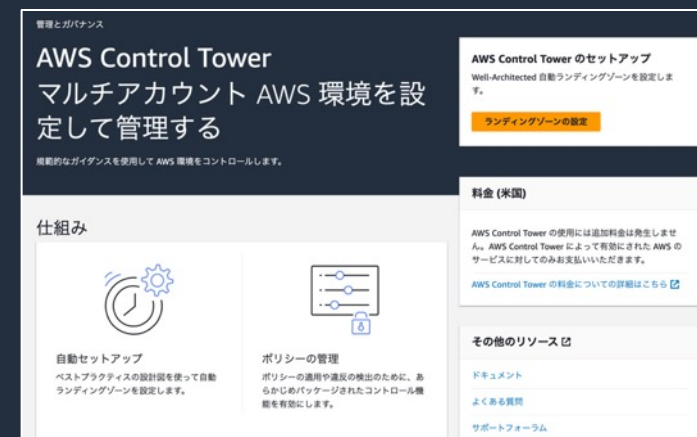 管理とガバナンス
AWS Control Tower
マルチアカウント AWS 環境を設
定して管理する
規範的なガイダンスを使用して AWS 環境をコントロールします。
AWS Control Tower のセットアップ
Well-Architected 自動ランディングゾーンを設定しま
す。
ランディングゾーンの設定
料金 (米国)
AWS Control Tower の使用には追加料金は発生しませ
ん。AWS Control Tower によって有効にされた AWS の
サービスに対してのみお支払いいただきます。
AWS Control Tower の料金についての詳細はこちら
仕組み
自動セットアップ
ベストプラクティスの設計図を使って自動
ランディングゾーンを設定します。
ポリシーの管理
ポリシーの適用や違反の検出のために、あ
らかじめパッケージされたコントロール機
能を有効にします。
その他のリソース
ドキュメント
よくある質問
サポートフォーラム